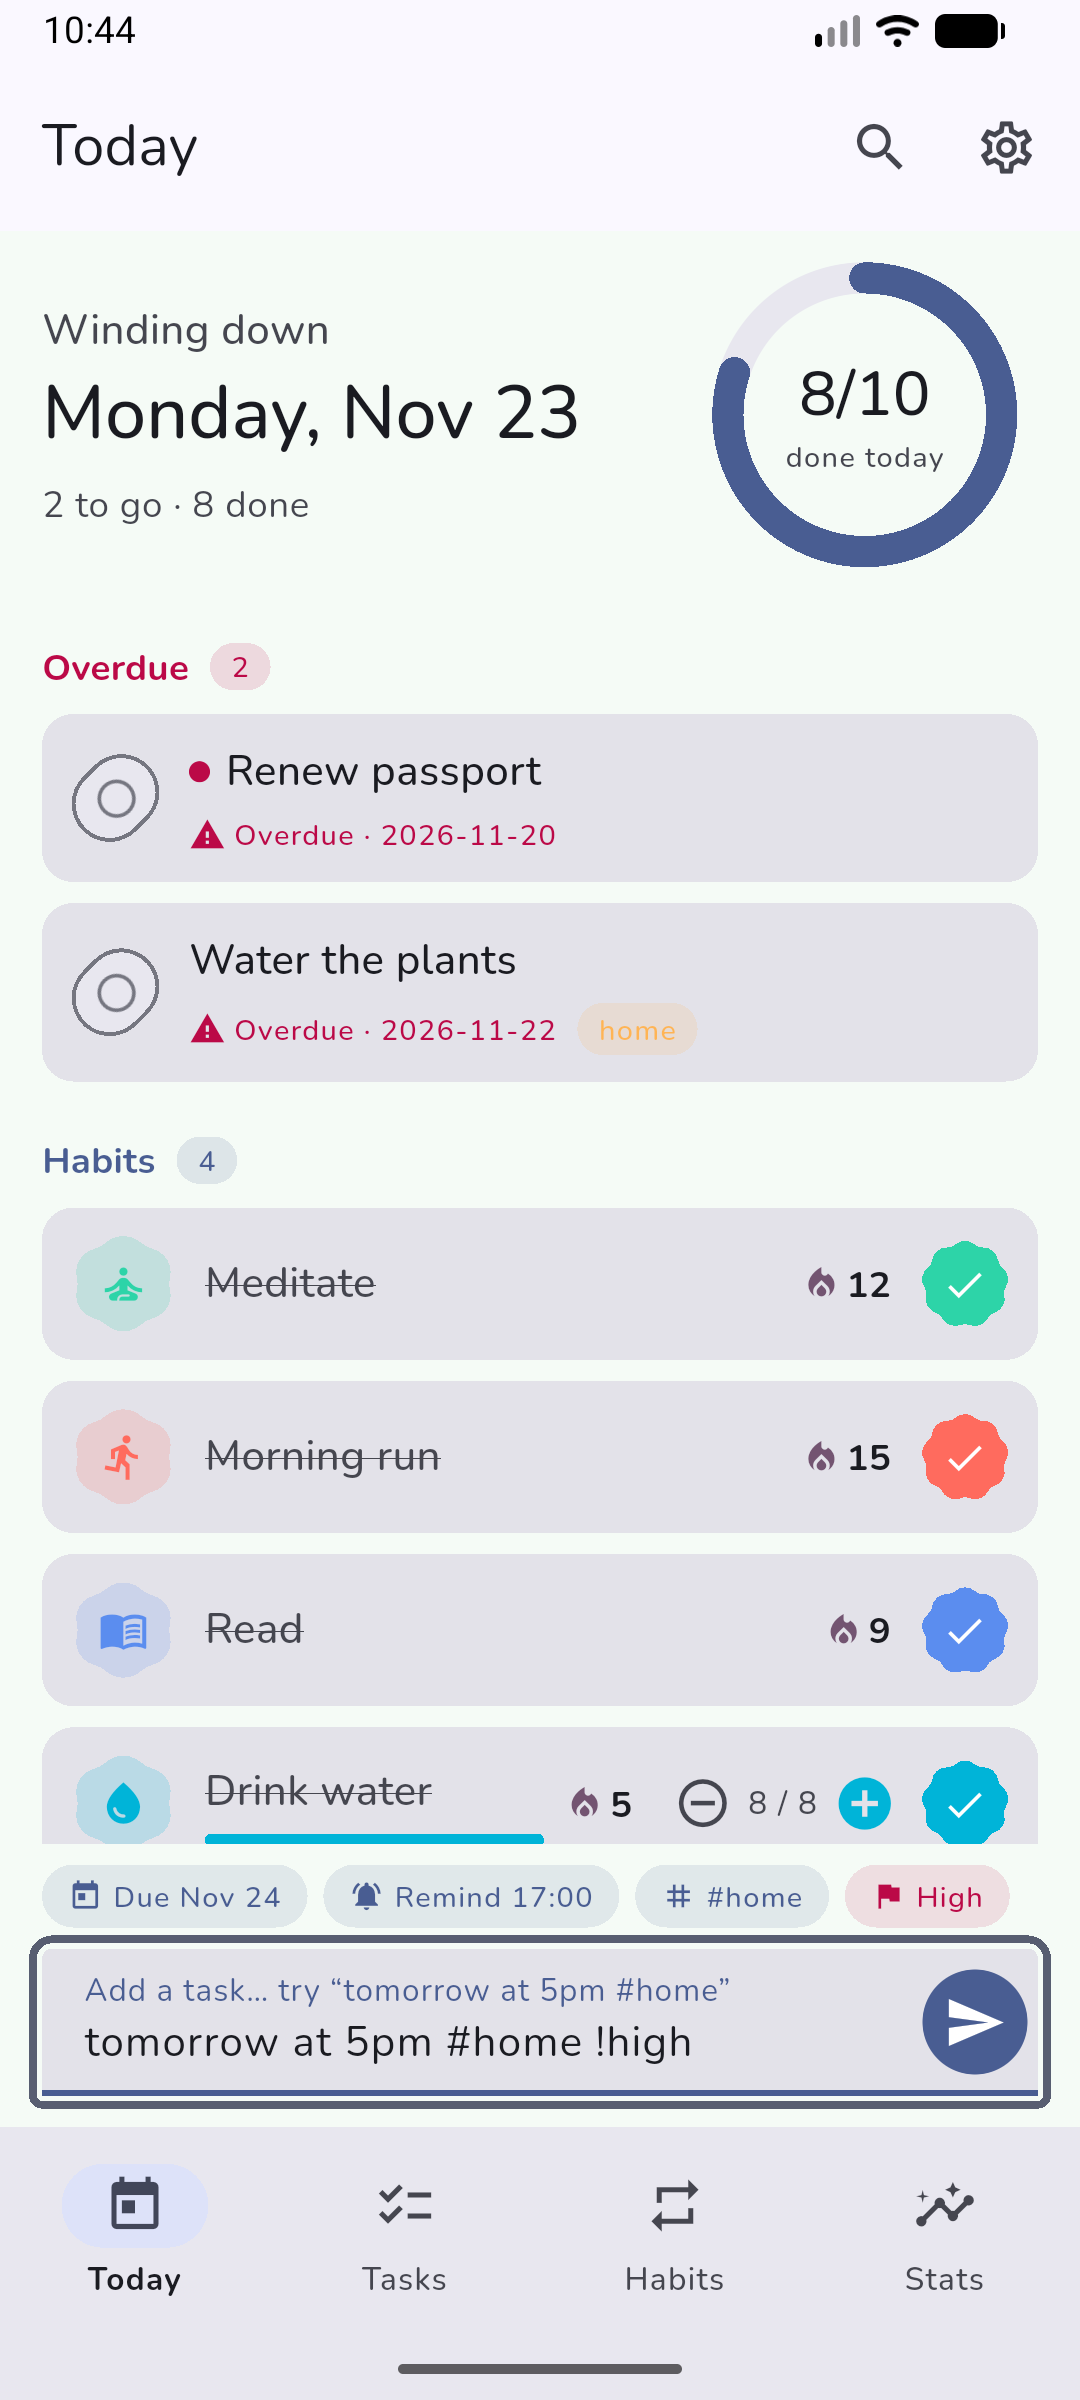 10:44
Today
Winding down
Monday, Nov 23
2 to go · 8 done
8/10
done today
Overdue 2
Renew passport
Overdue · 2026-11-20
Water the plants
Overdue · 2026-11-22 home
Habits 4
Meditate 12
Morning run 15
Read 9
Drink water 5 8 / 8
Due Nov 24 Remind 17:00 #home High
Add a task… try “tomorrow at 5pm #home”
tomorrow at 5pm #home !high
Today Tasks Habits Stats